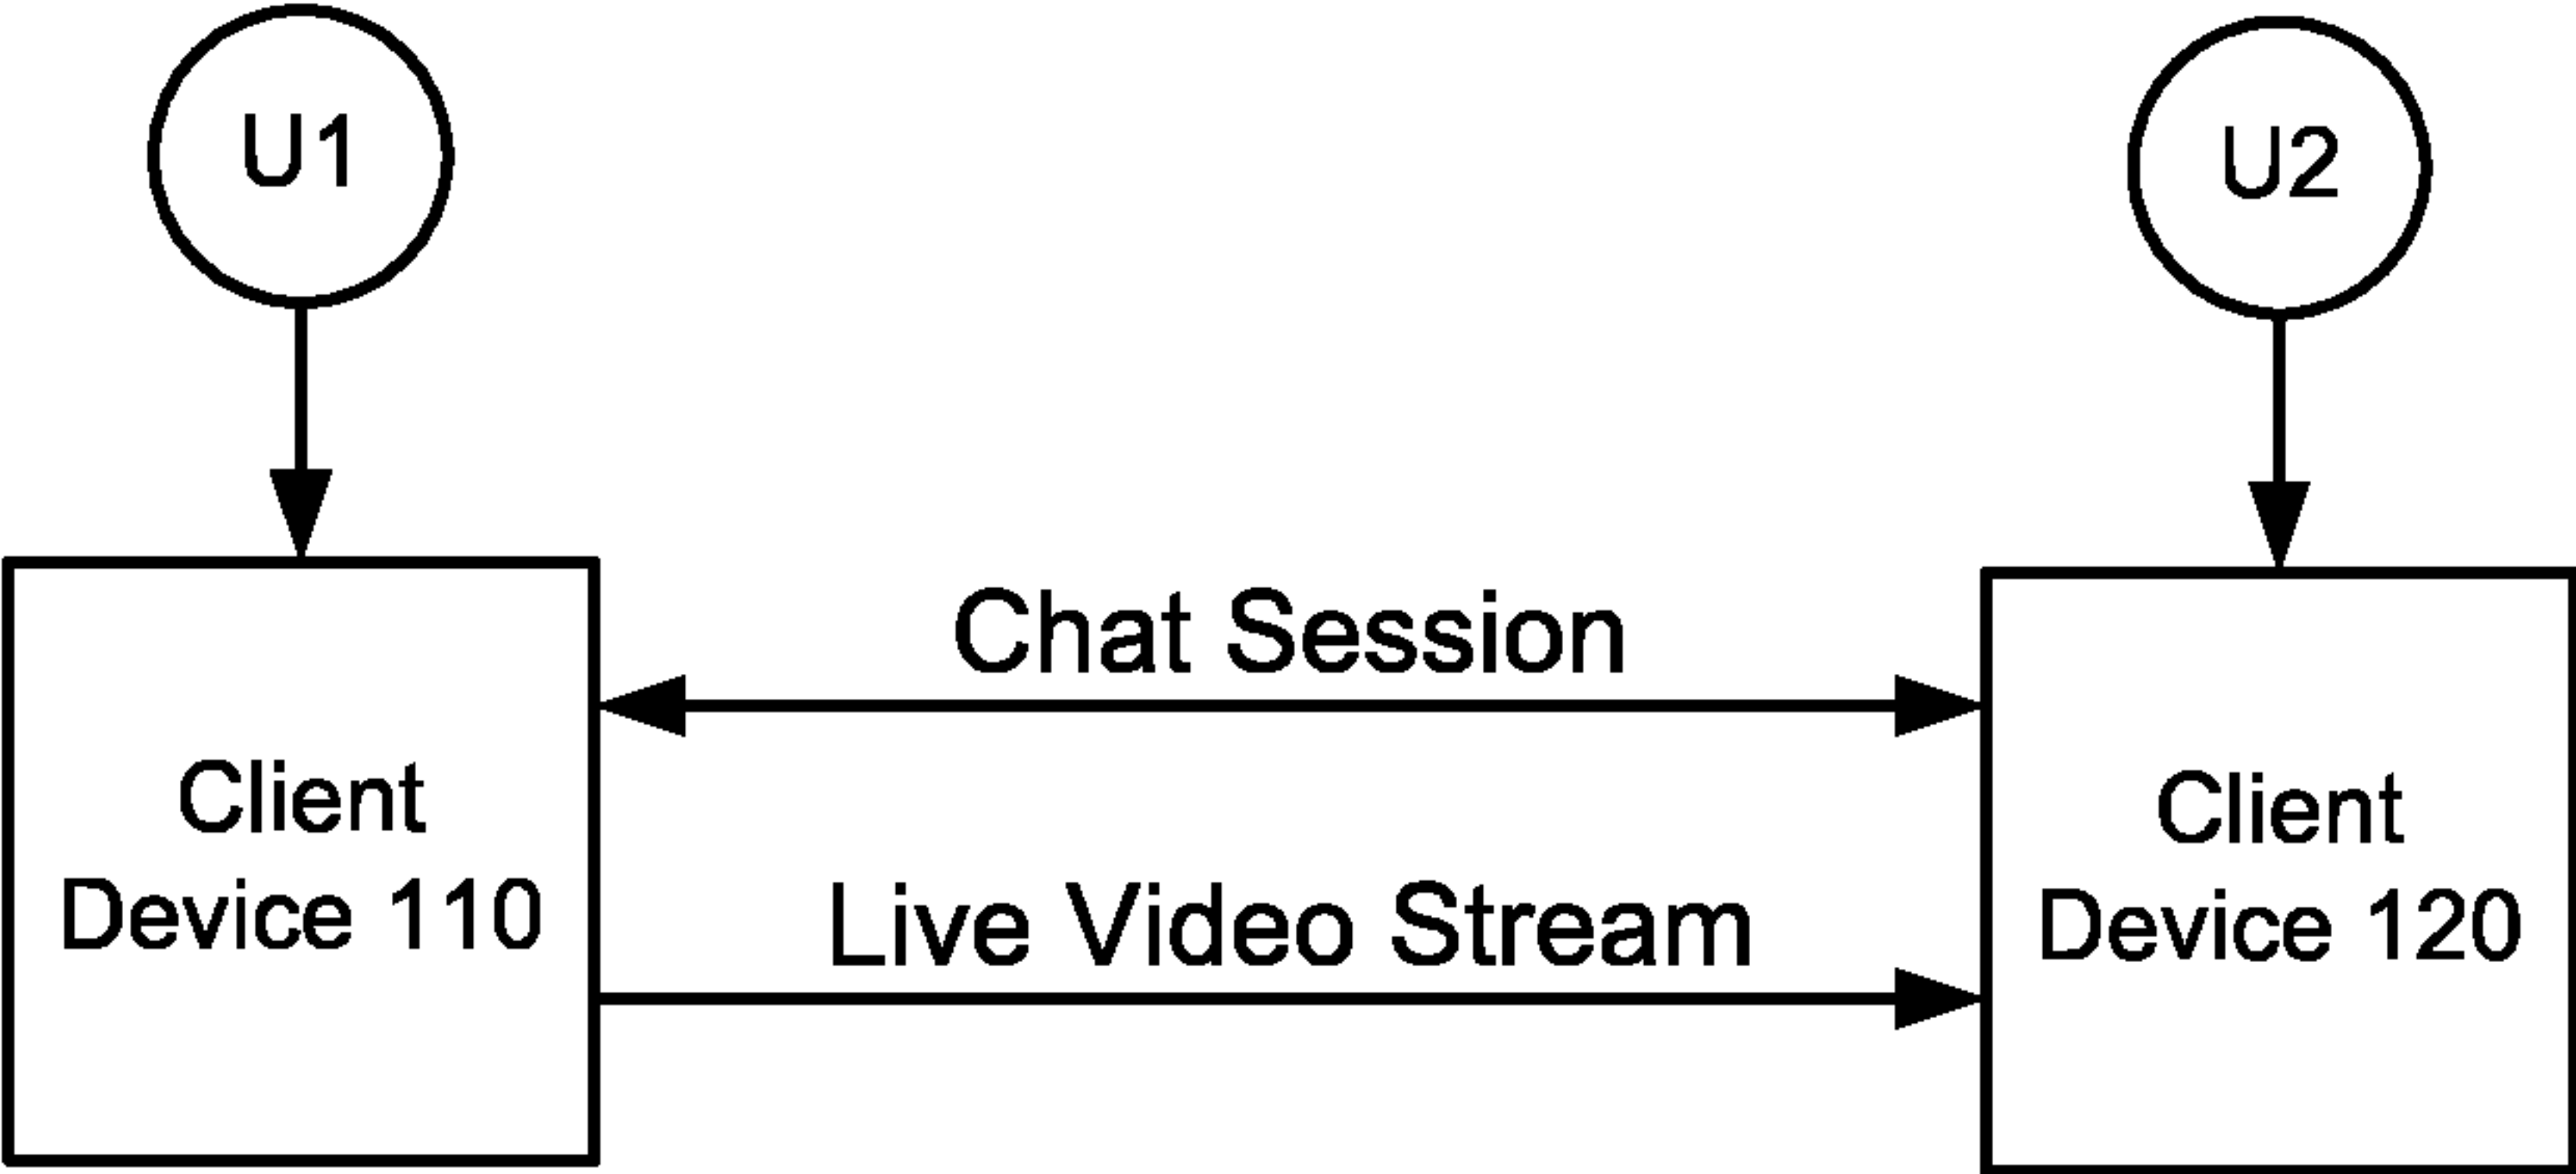 U1
U2
Chat Session
Client
Device 110
Live Video Stream
Client
Device 120